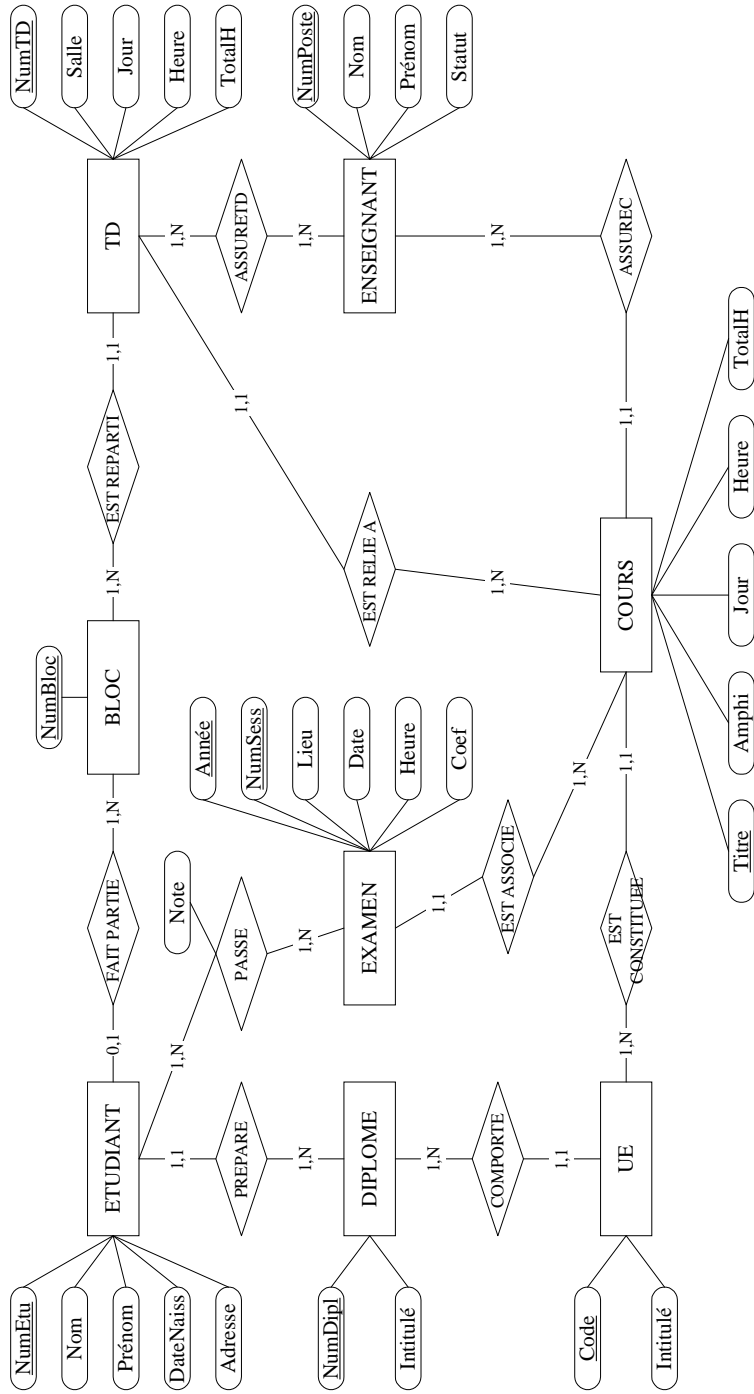 NumEtu
Nom
Prénom
DateNaiss
Adresse
ETUDIANT
0,1
FAIT PARTIE
1,N
BLOC
NumBloc
1,N
EST REPARTI
1,1
TD
NumTD
Salle
Jour
Heure
TotalH
1,1
PREPARE
1,N
1,N
PASSE
Note
1,N
1,1
1,N
ASSURETD
1,N
NumDipl
Intitulé
DIPLOME
EXAMEN
Année
NumSess
Lieu
Date
Heure
Coef
EST RELIE A
1,N
ENSEIGNANT
NumPoste
Nom
Prénom
Statut
1,N
COMPORTE
1,1
1,1
EST ASSOCIE
1,N
1,N
ASSUREC
1,1
Code
Intitulé
UE
1,N
EST
CONSTITUEE
1,1
COURS
Titre
Amphi
Jour
Heure
TotalH